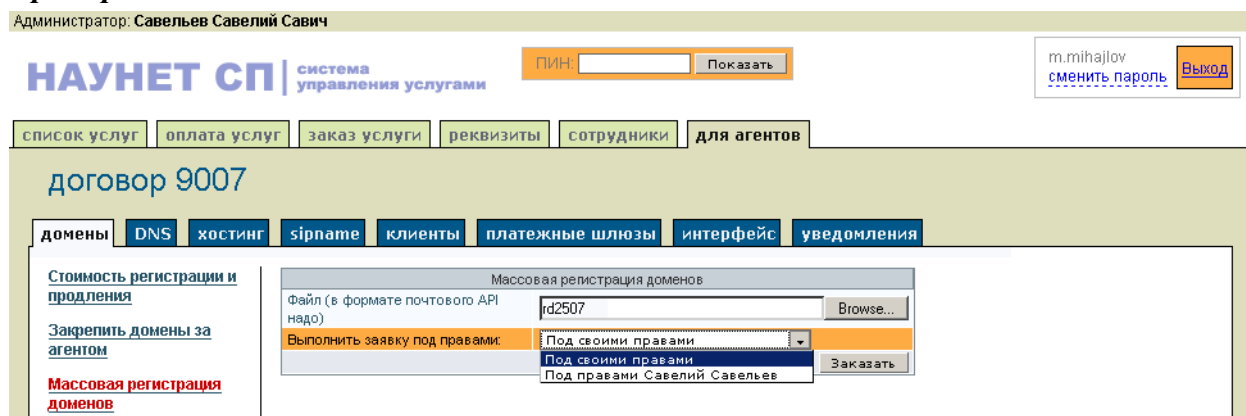 Администратор: Савельев Савелий Савич
НАУНЕТ СП система управления услугами
ПИН: Показать
m.mihajlov
сменить пароль
Выход
список услуг оплата услуг заказ услуги реквизиты сотрудники для агентов
договор 9007
домены DNS хостинг sipname клиенты платежные шлюзы интерфейс уведомления
Стоимость регистрации и
продления
Закрепить домены за
агентом
Массовая регистрация
доменов
Массовая регистрация доменов
Файл (в формате почтового API
надо)
rd2507 Browse...
Выполнить заявку под правами: Под своими правами
Под своими правами
Под правами Савелий Савельев
Заказать